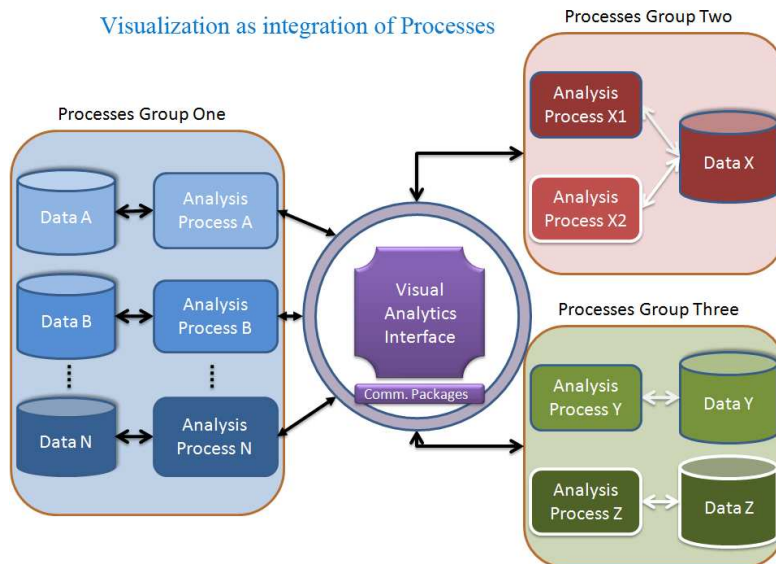 Visualization as integration of Processes
Processes Group One
Data A
Analysis
Process A
Data B
Analysis
Process B
Data N
Analysis
Process N
Visual
Analytics
Interface
Comm. Packages
Processes Group Two
Analysis
Process X1
Data X
Analysis
Process X2
Processes Group Three
Analysis
Process Y
Data Y
Analysis
Process Z
Data Z